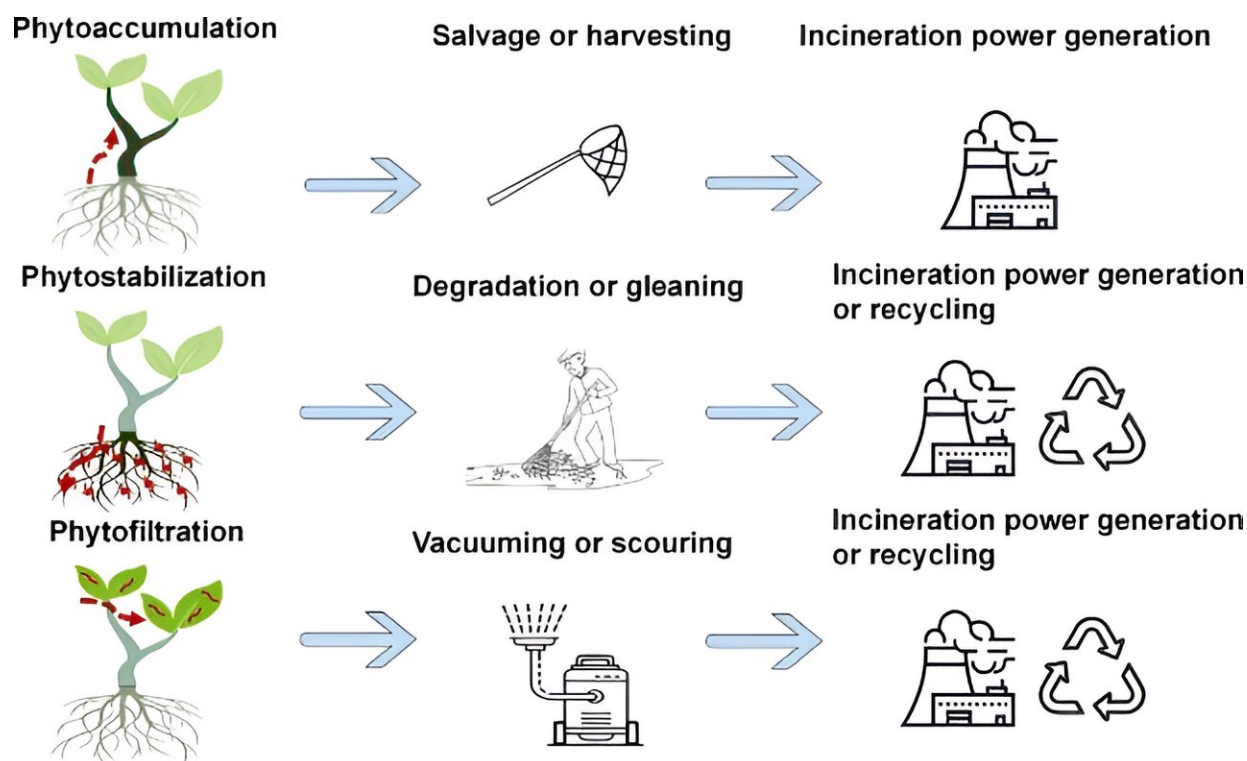 Phytoaccumulation
Salvage or harvesting
Incineration power generation
Phytostabilization
Degradation or gleaning
Incineration power generation
or recycling
Phytofiltration
Vacuuming or scouring
Incineration power generation
or recycling